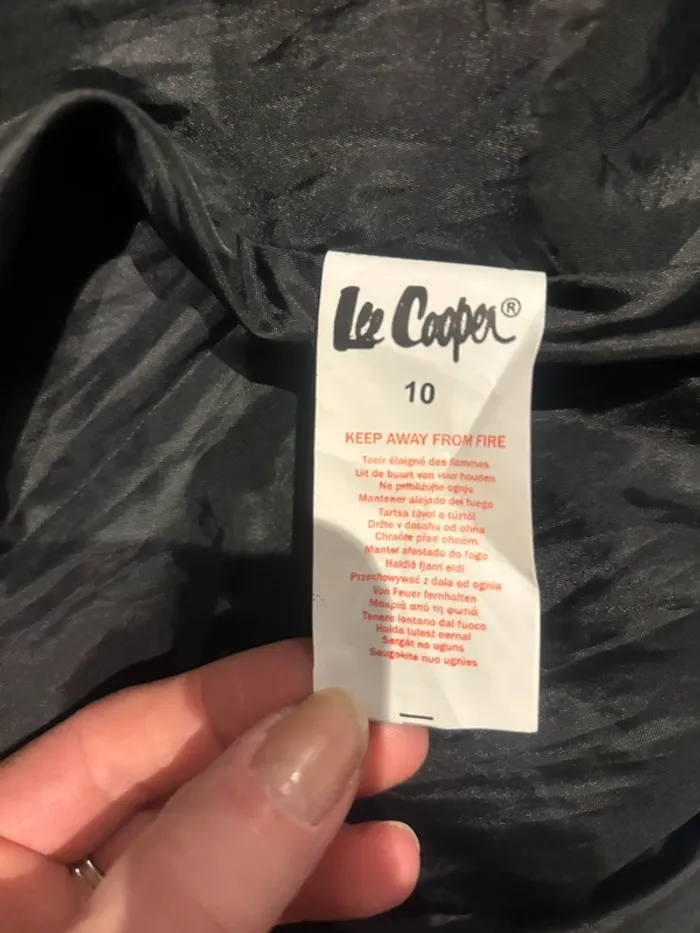 Lee Cooper®
10
KEEP AWAY FROM FIRE
Tenir éloigné des flammes
Uit de buurt van vuur houden
Ne približujte ognju
Mantener alejado del fuego
Tartsa távol a tűztől
Držte v dosahu od ohňa
Chraňte před ohněm
Manter afastado do fogo
Haldið fjarri eldi
Przechowywać z dala od ognia
Von Feuer fernhalten
Μακριά από τη φωτιά
Tenere lontano dal fuoco
Hoida tulest eemal
Sargāt no uguns
Saugokite nuo ugnies